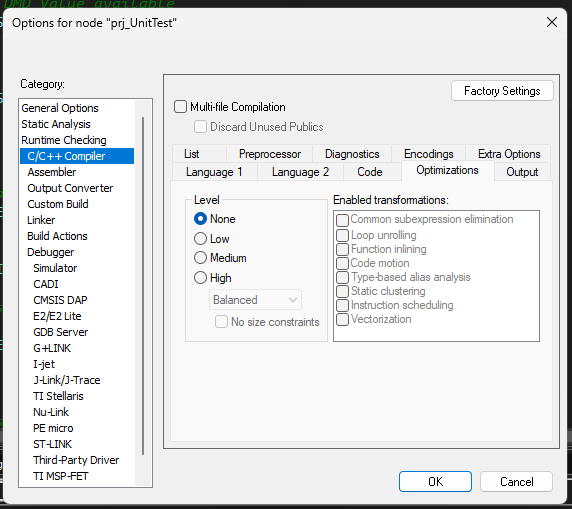 DMD Value available
Options for node "prj_UnitTest"
Category:
General Options
Static Analysis
Runtime Checking
C/C++ Compiler
Assembler
Output Converter
Custom Build
Linker
Build Actions
Debugger
Simulator
CADI
CMSIS DAP
E2/E2 Lite
GDB Server
G+LINK
I-jet
J-Link/J-Trace
TI Stellaris
Nu-Link
PE micro
ST-LINK
Third-Party Driver
TI MSP-FET
Factory Settings
Multi-file Compilation
Discard Unused Publics
List Preprocessor Diagnostics Encodings Extra Options
Language 1 Language 2 Code Optimizations Output
Level
None
Low
Medium
High
Balanced
No size constraints
Enabled transformations:
Common subexpression elimination
Loop unrolling
Function inlining
Code motion
Type-based alias analysis
Static clustering
Instruction scheduling
Vectorization
OK Cancel